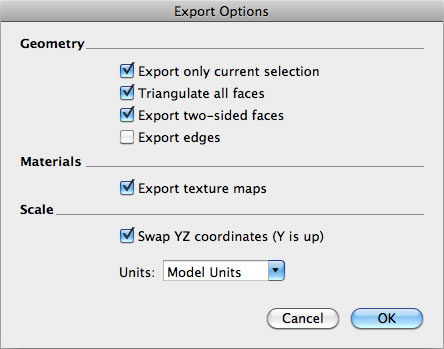 Export Options
Geometry
Export only current selection
Triangulate all faces
Export two-sided faces
Export edges
Materials
Export texture maps
Scale
Swap YZ coordinates (Y is up)
Units: Model Units
Cancel OK